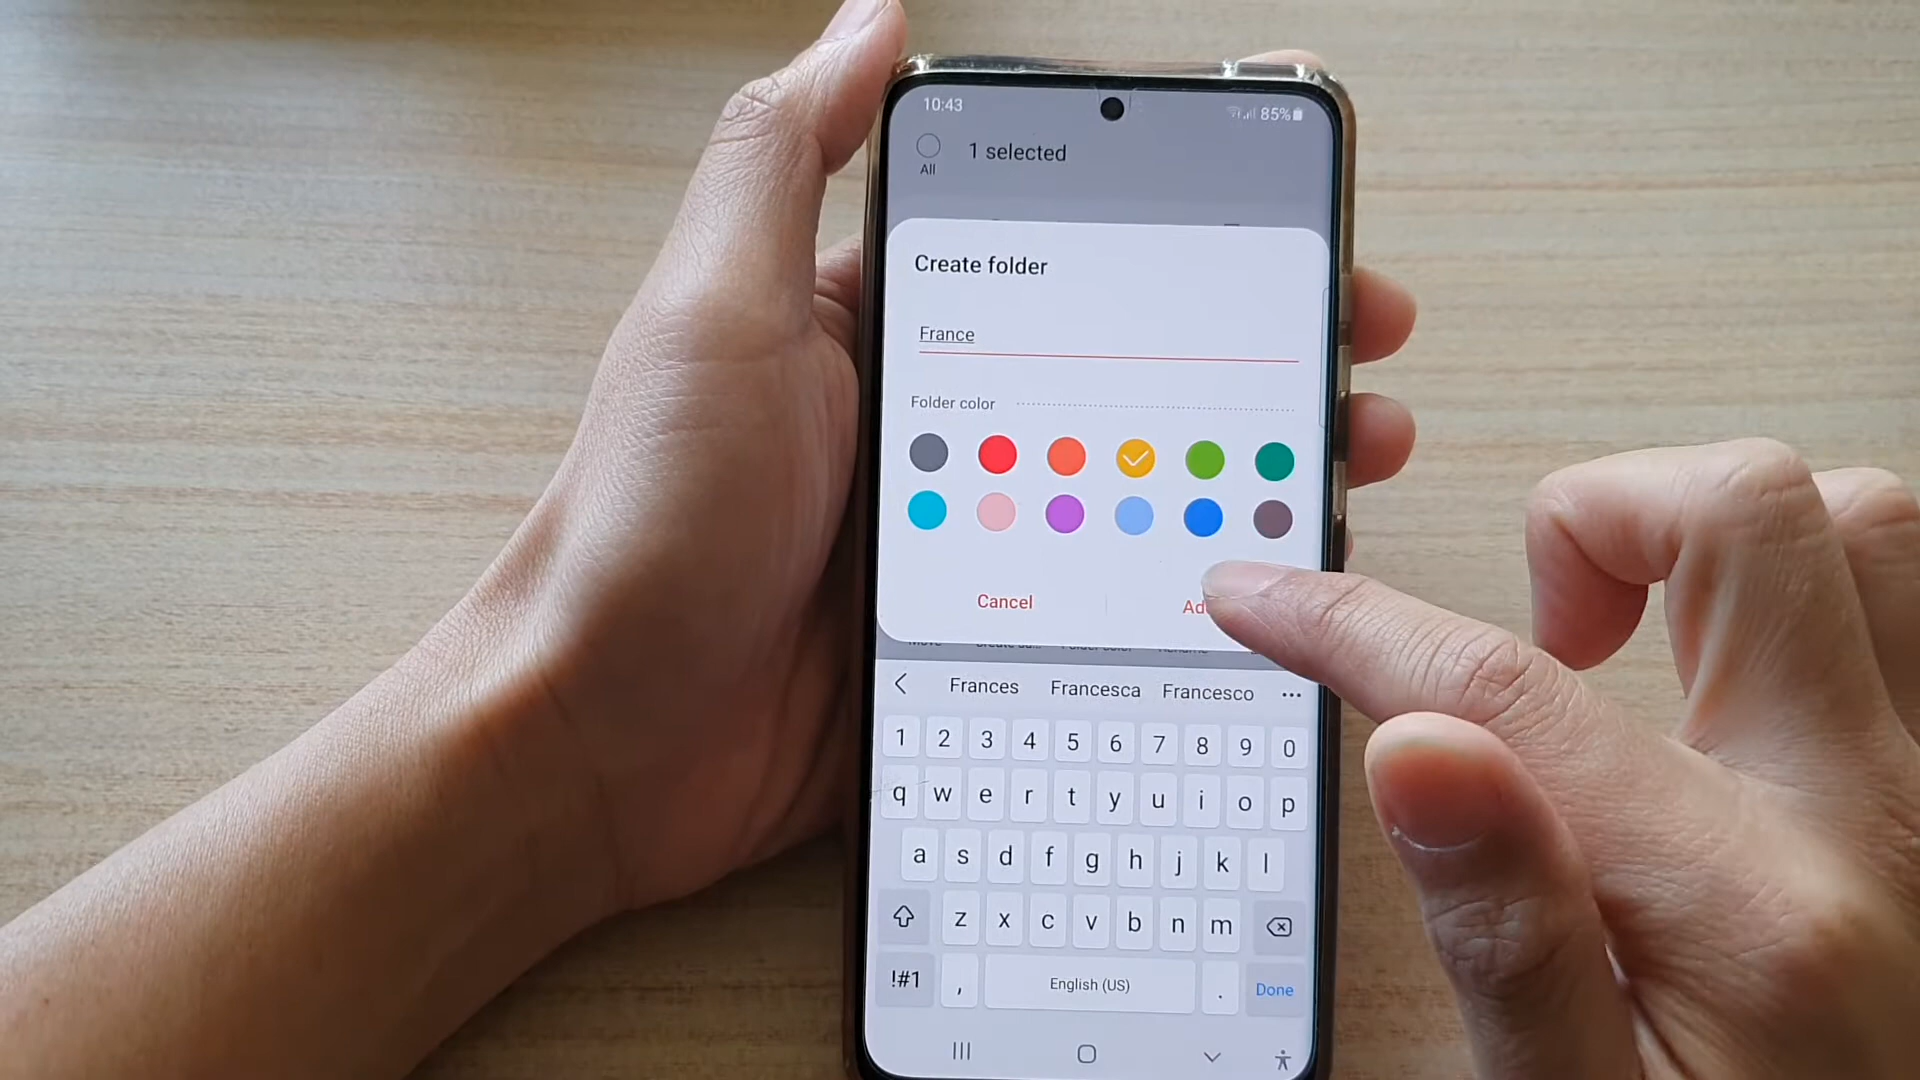 10:43
85%
All
1 selected
Create folder
France
Folder color
Cancel
Frances Francesca Francesco ...
1 2 3 4 5 6 7 8 9 0
q w e r t y u i o p
a s d f g h j k l
z x c v b n m
!#1 , English (US) . Done